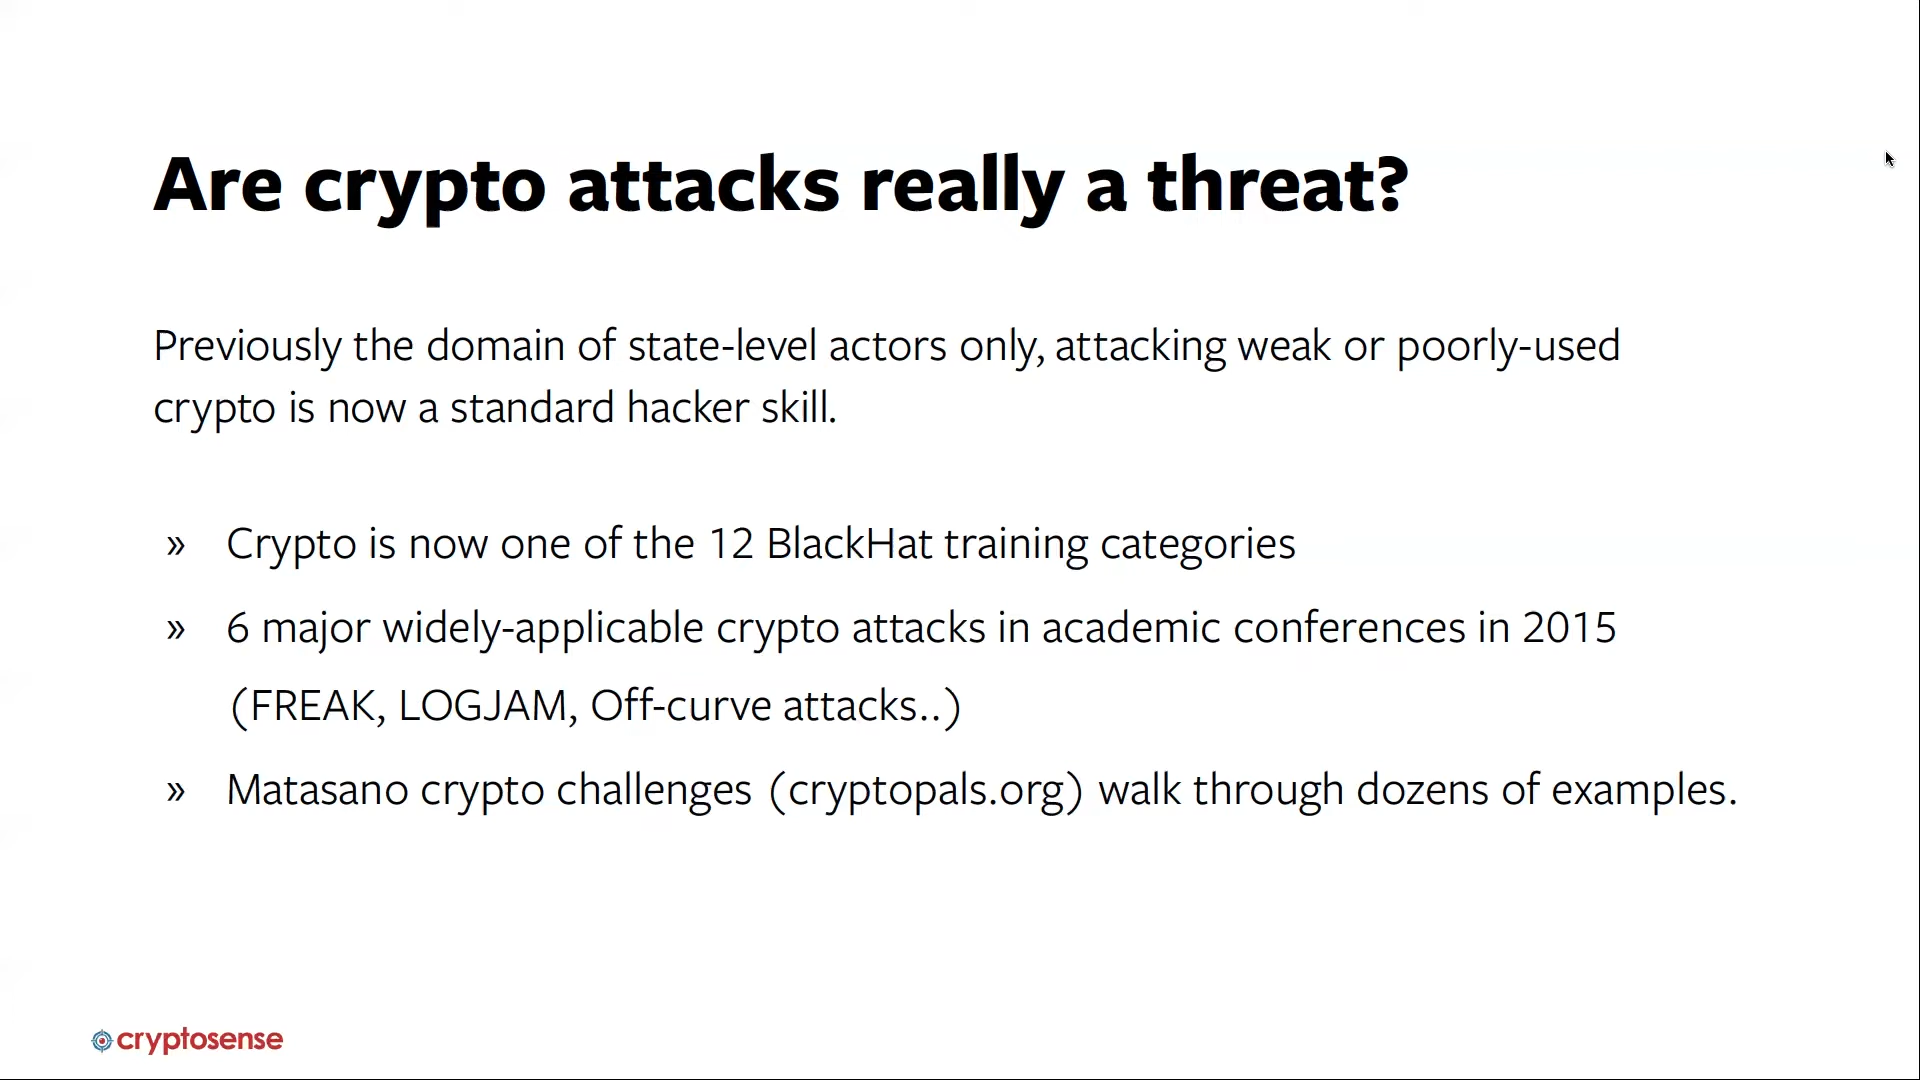 Are crypto attacks really a threat?
Previously the domain of state-level actors only, attacking weak or poorly-used
crypto is now a standard hacker skill.
» Crypto is now one of the 12 BlackHat training categories
» 6 major widely-applicable crypto attacks in academic conferences in 2015
(FREAK, LOGJAM, Off-curve attacks..)
» Matasano crypto challenges (cryptopals.org) walk through dozens of examples.
cryptosense